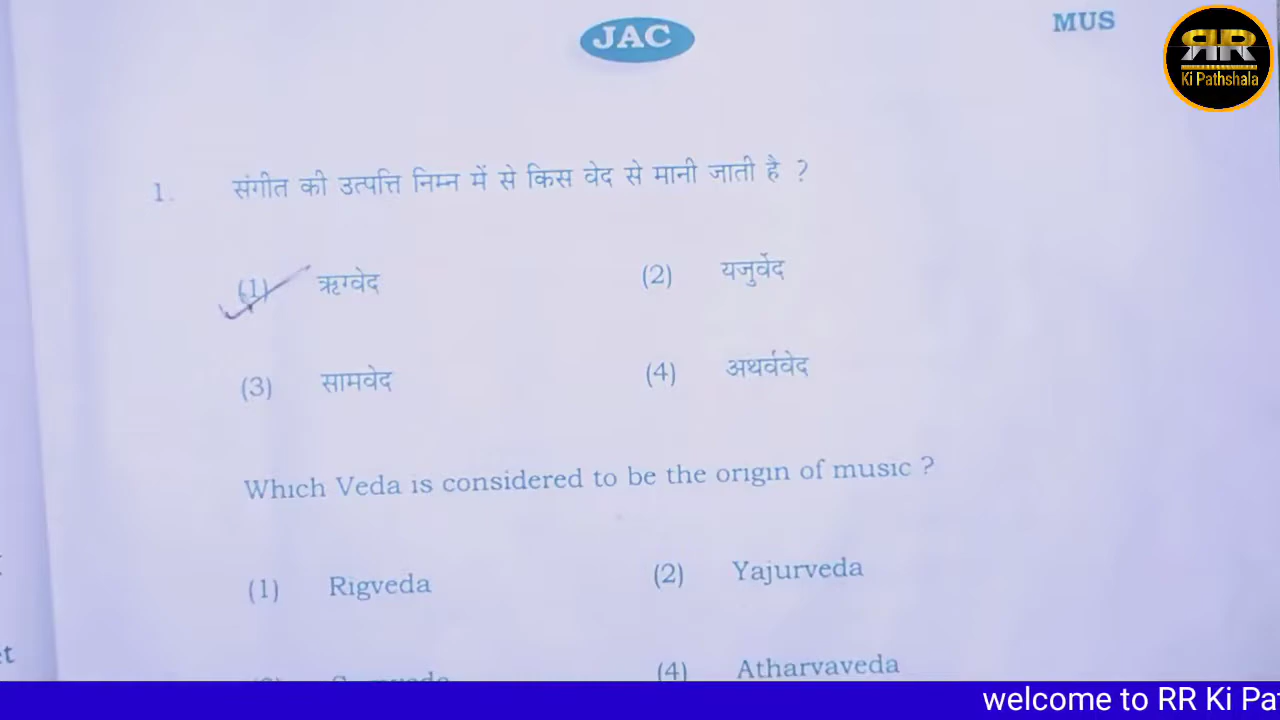 JAC
MUS
RR
Ki Pathshala
1. संगीत की उत्पत्ति निम्न में से किस वेद से मानी जाती है ?
(1) ऋग्वेद (2) यजुर्वेद
(3) सामवेद (4) अथर्ववेद
Which Veda is considered to be the origin of music ?
(1) Rigveda (2) Yajurveda
(4) Atharvaveda
welcome to RR Ki Pat